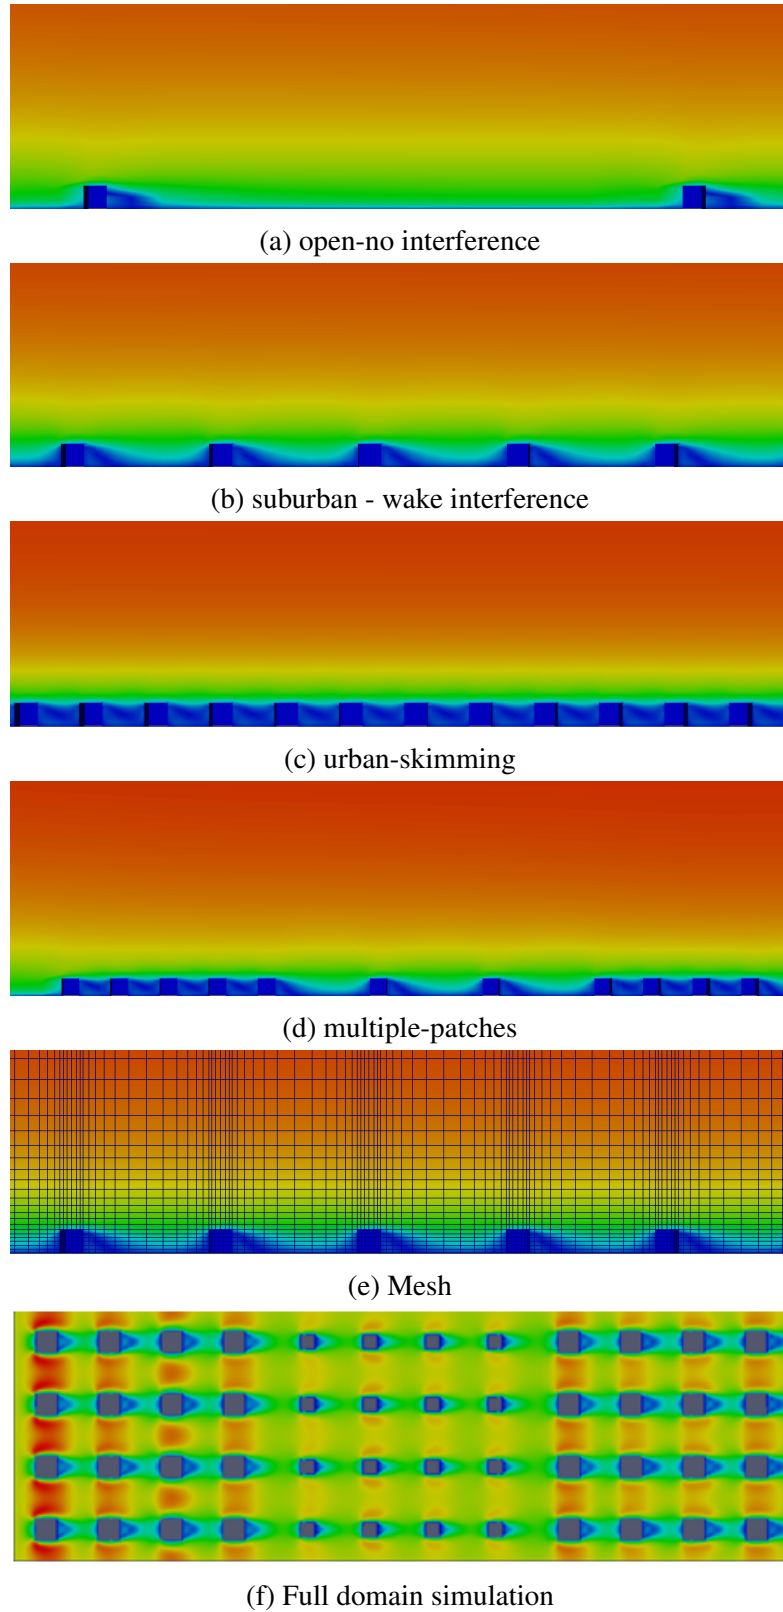 (a) open-no interference
(b) suburban - wake interference
(c) urban-skimming
(d) multiple-patches
(e) Mesh
(f) Full domain simulation